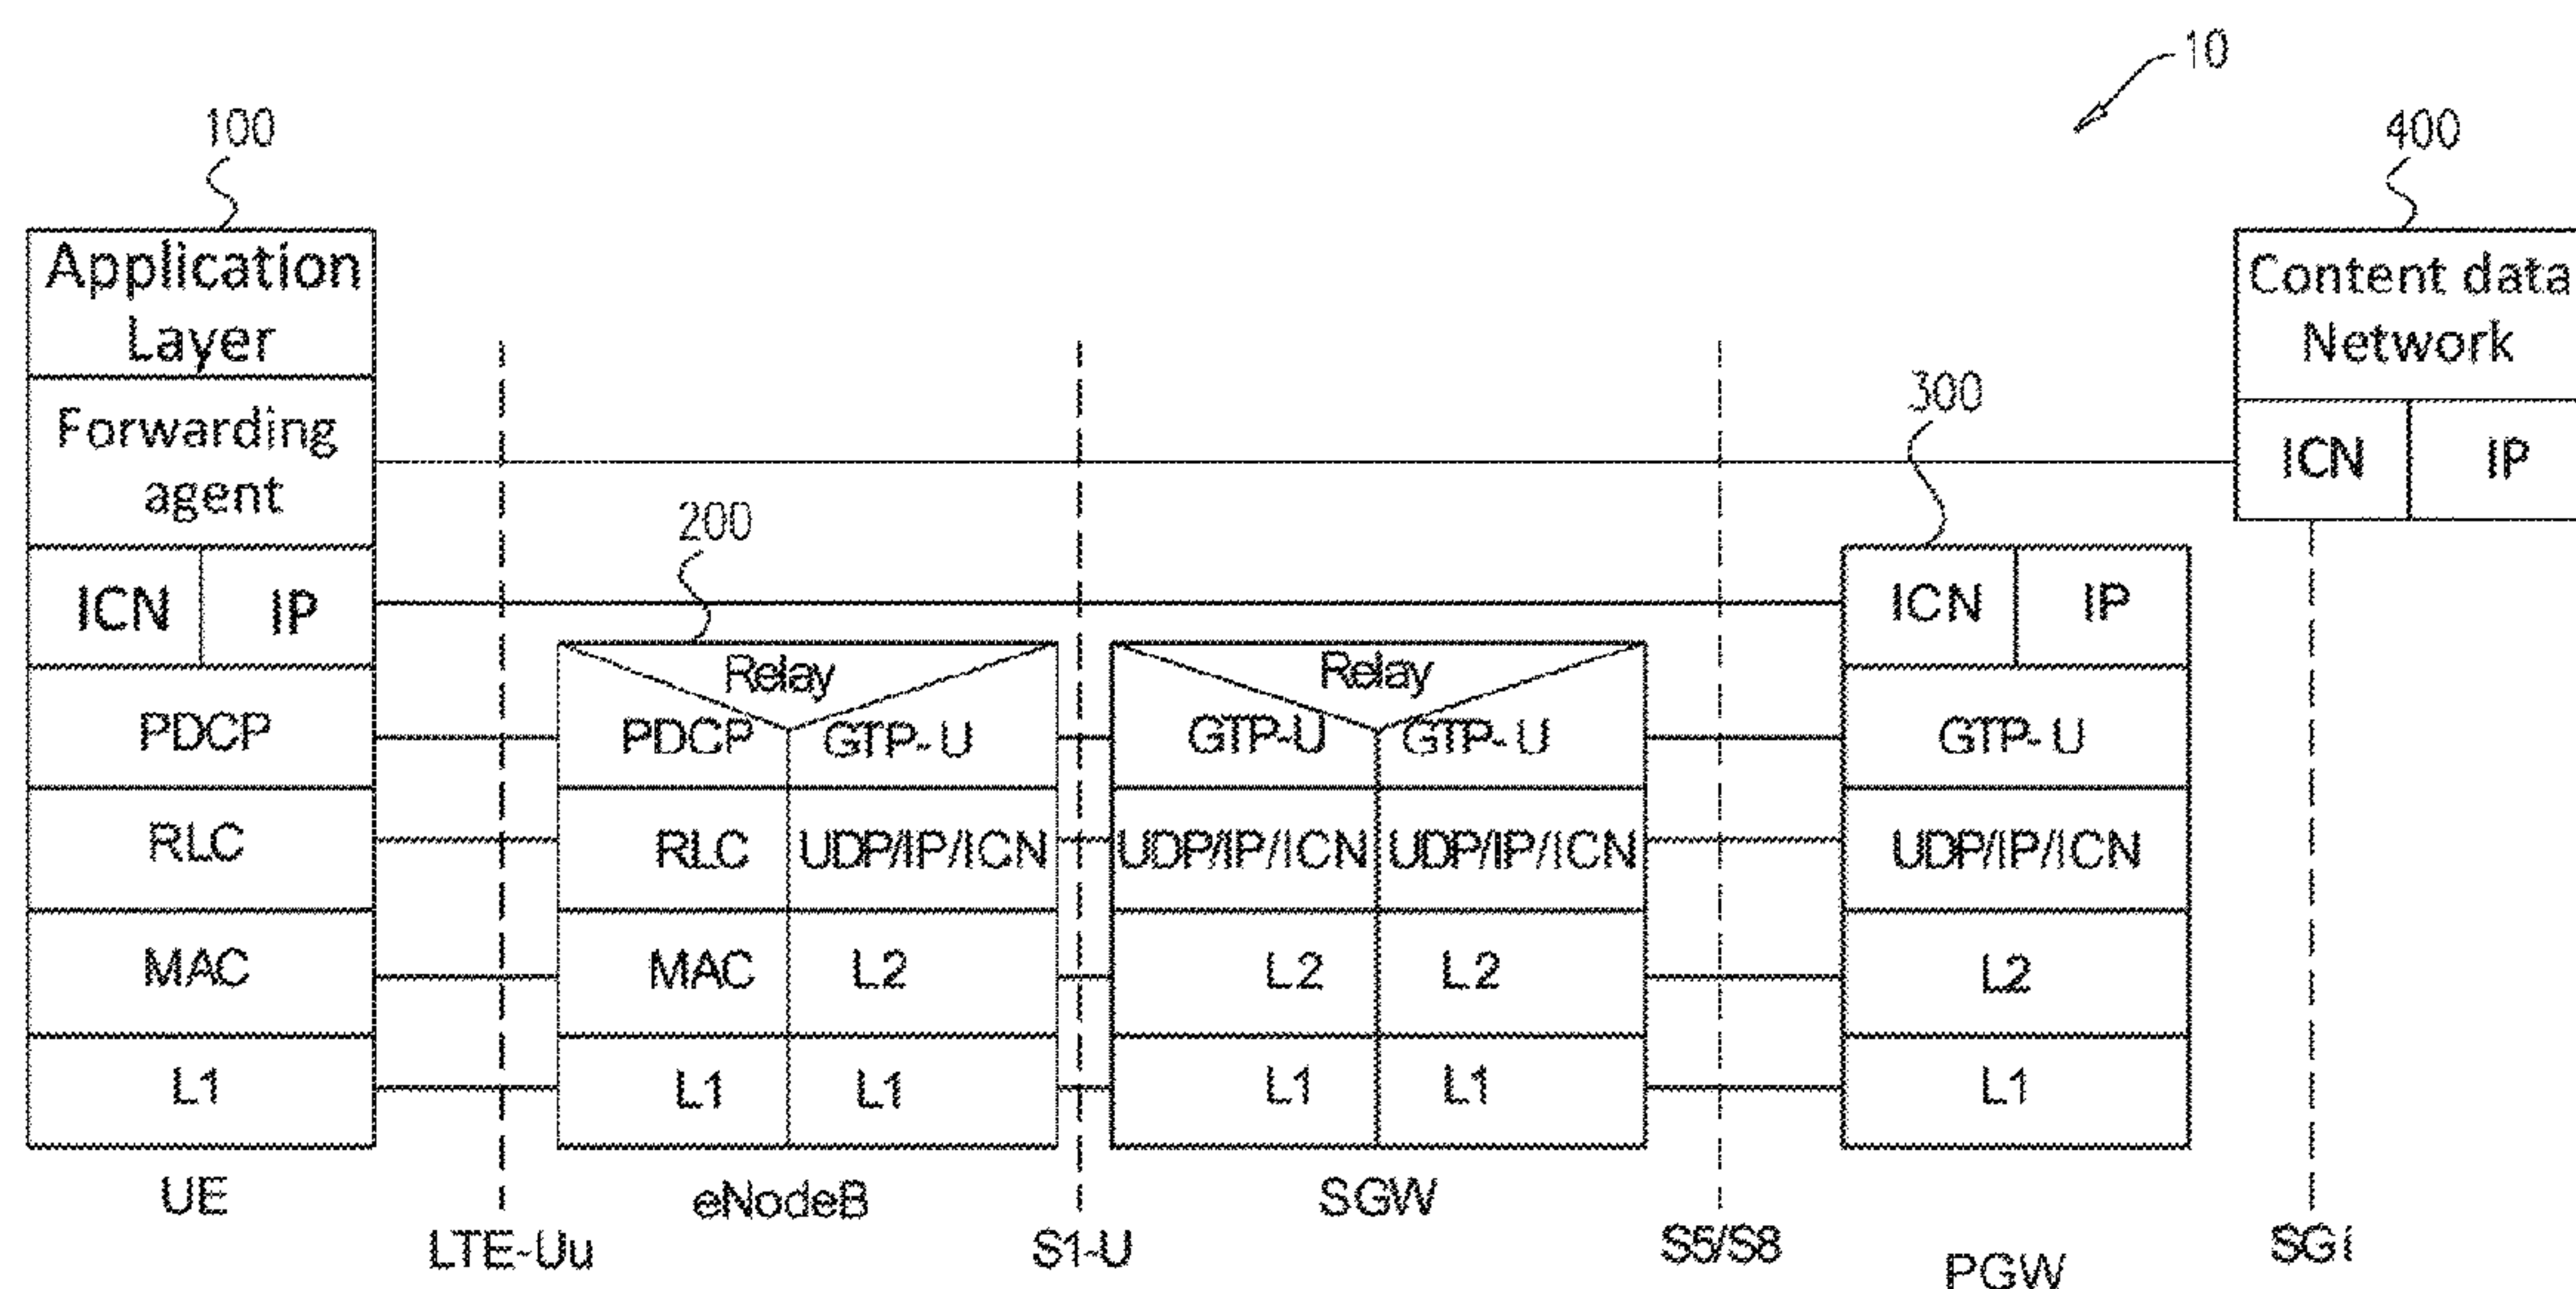 10
100
400
Application
Layer
Content data
Network
Forwarding
agent
300
ICN IP
200
ICN IP
ICN IP
Relay
Relay
PDCP
PDCP GTP-U
GTP-U GTP-U
GTP-U
RLC
RLC UDP/IP/ICN
UDP/IP/ICN UDP/IP/ICN
UDP/IP/ICN
MAC
MAC L2
L2 L2
L2
L1
L1 L1
L1 L1
L1
UE
eNodeB
SGW
LTE-Uu
S1-U
S5/S8
PGW
SGi